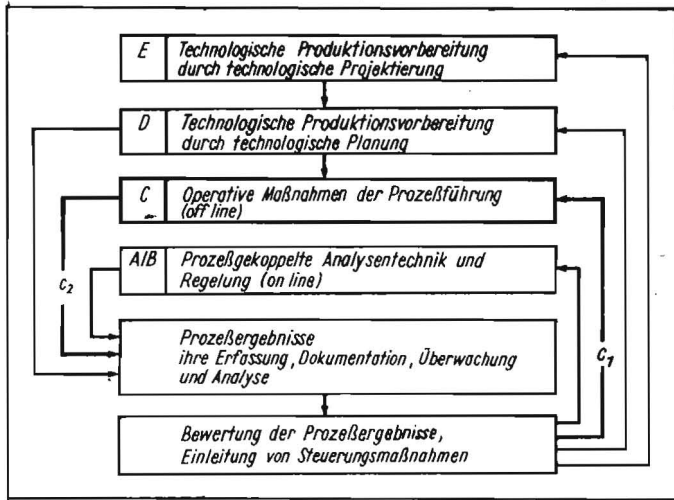 E Technologische Produktionsvorbereitung
durch technologische Projektierung
D Technologische Produktionsvorbereitung
durch technologische Planung
C Operative Maßnahmen der Prozeßführung
(off line)
A/B Prozeßgekoppelte Analysentechnik und
Regelung (on line)
C2
C1
Prozeßergebnisse
ihre Erfassung, Dokumentation, Überwachung
und Analyse
Bewertung der Prozeßergebnisse,
Einleitung von Steuerungsmaßnahmen